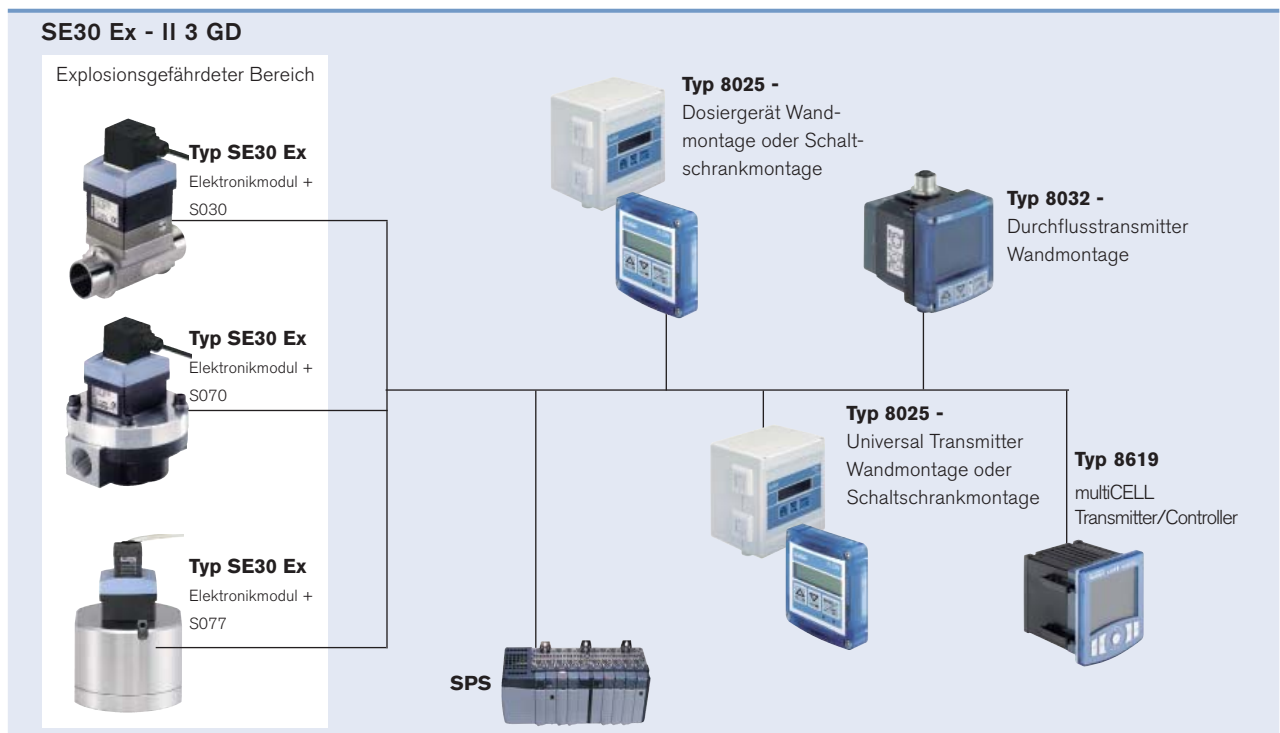 SE30 Ex - II 3 GD
Explosionsgefährdeter Bereich
Typ SE30 Ex
Elektronikmodul +
S030
Typ SE30 Ex
Elektronikmodul +
S070
Typ SE30 Ex
Elektronikmodul +
S077
Typ 8025 -
Dosiergerät Wand-
montage oder Schalt-
schrankmontage
Typ 8032 -
Durchflusstransmitter
Wandmontage
Typ 8025 -
Universal Transmitter
Wandmontage oder
Schaltschrankmontage
Typ 8619
multiCELL
Transmitter/Controller
SPS